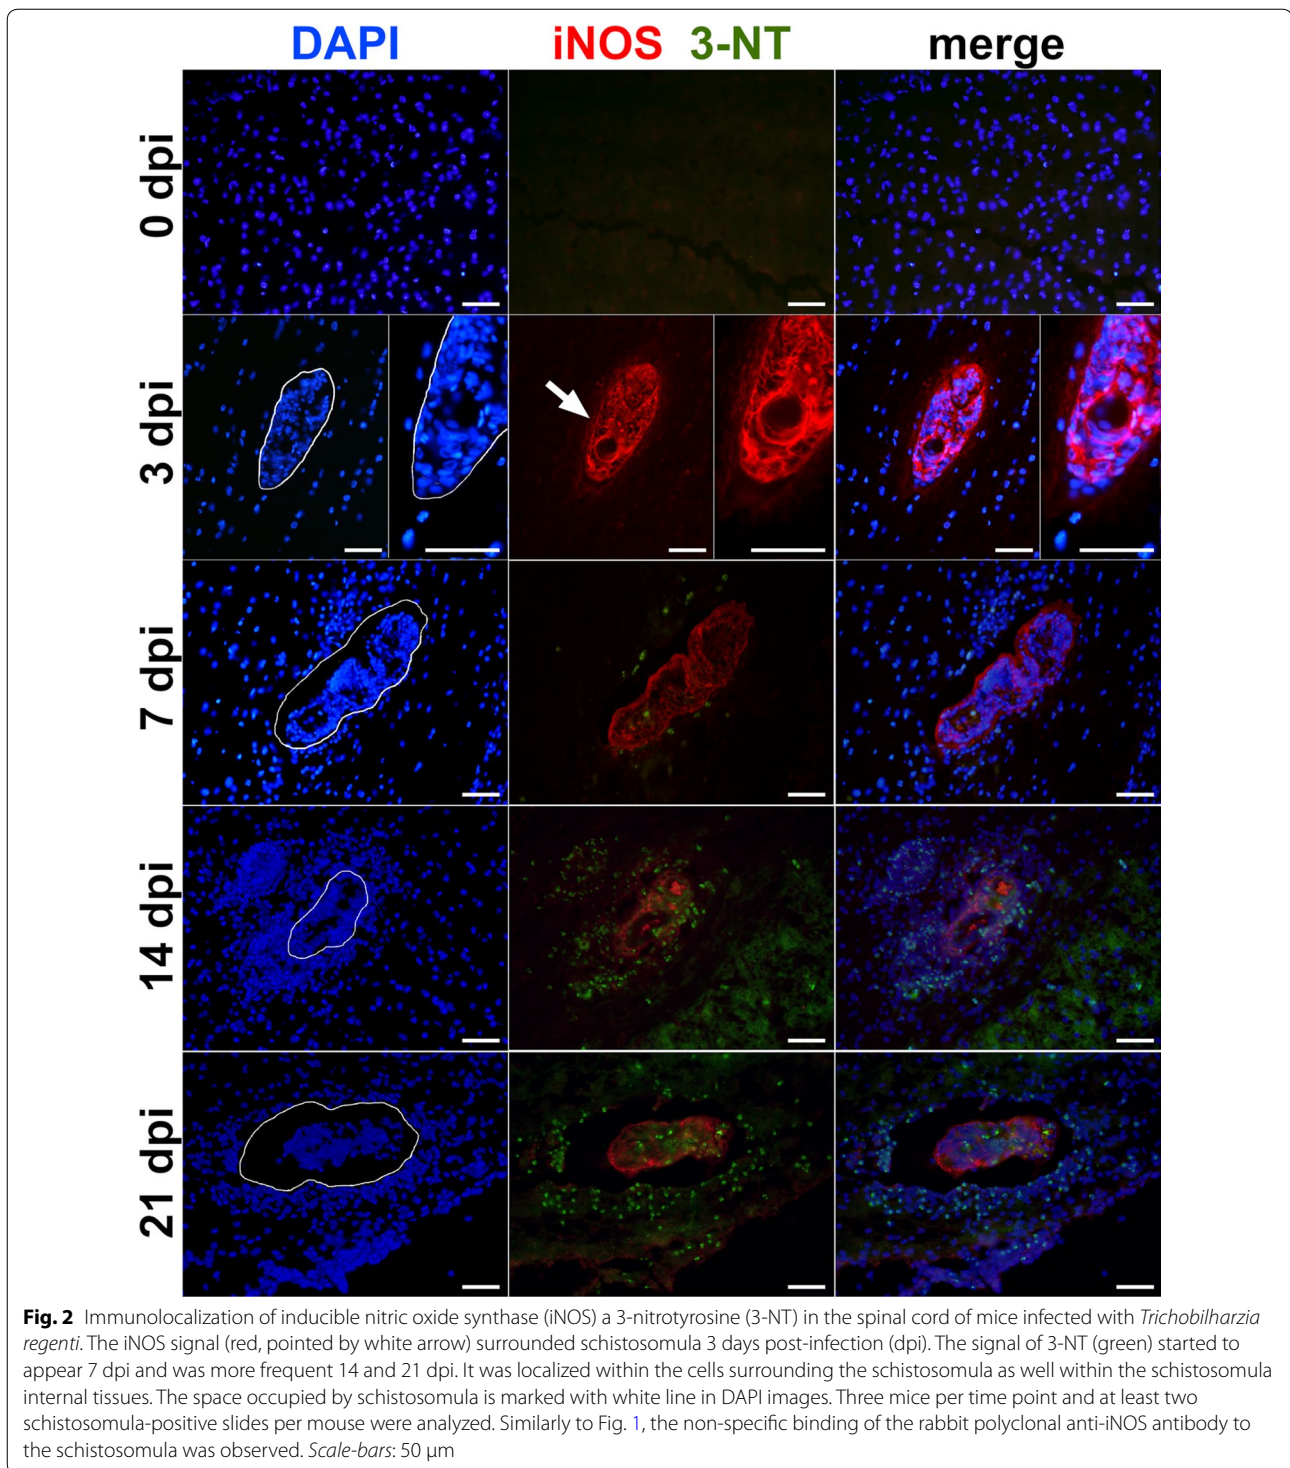 DAPI iNOS 3-NT merge
0 dpi
3 dpi
7 dpi
14 dpi
21 dpi
Fig. 2 Immunolocalization of inducible nitric oxide synthase (iNOS) a 3-nitrotyrosine (3-NT) in the spinal cord of mice infected with Trichobilharzia
regenti. The iNOS signal (red, pointed by white arrow) surrounded schistosomula 3 days post-infection (dpi). The signal of 3-NT (green) started to
appear 7 dpi and was more frequent 14 and 21 dpi. It was localized within the cells surrounding the schistosomula as well within the schistosomula
internal tissues. The space occupied by schistosomula is marked with white line in DAPI images. Three mice per time point and at least two
schistosomula-positive slides per mouse were analyzed. Similarly to Fig. 1, the non-specific binding of the rabbit polyclonal anti-iNOS antibody to
the schistosomula was observed. Scale-bars: 50 µm